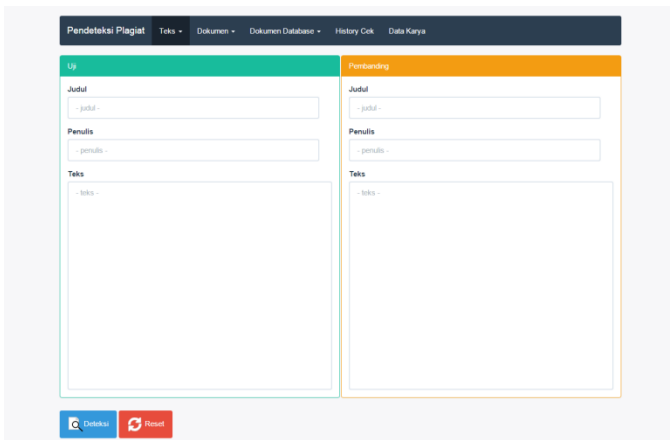 Pendeteksi Plagiat Teks Dokumen Dokumen Database History Cek Data Karya
Uji
Judul
- judul -
Penulis
- penulis -
Teks
- teks -
Pembanding
Judul
- judul -
Penulis
- penulis -
Teks
- teks -
Deteksi Reset